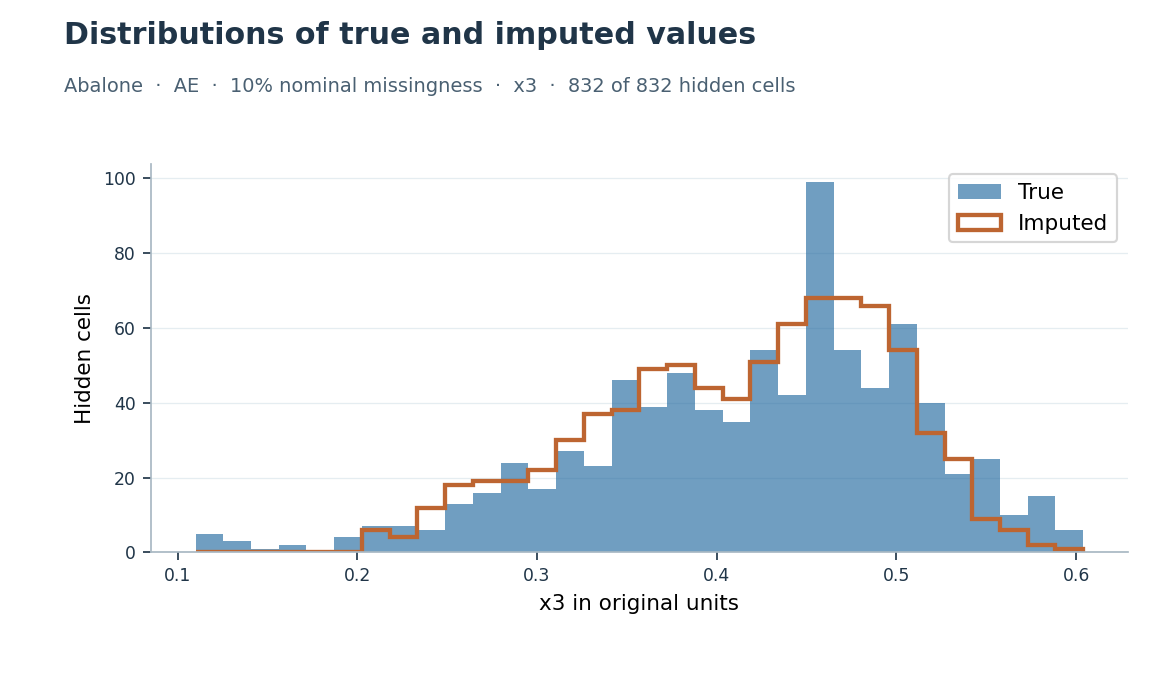 Distributions of true and imputed values
Abalone · AE · 10% nominal missingness · x3 · 832 of 832 hidden cells
100
80
60
40
20
0
Hidden cells
True
Imputed
0.1 0.2 0.3 0.4 0.5 0.6
x3 in original units